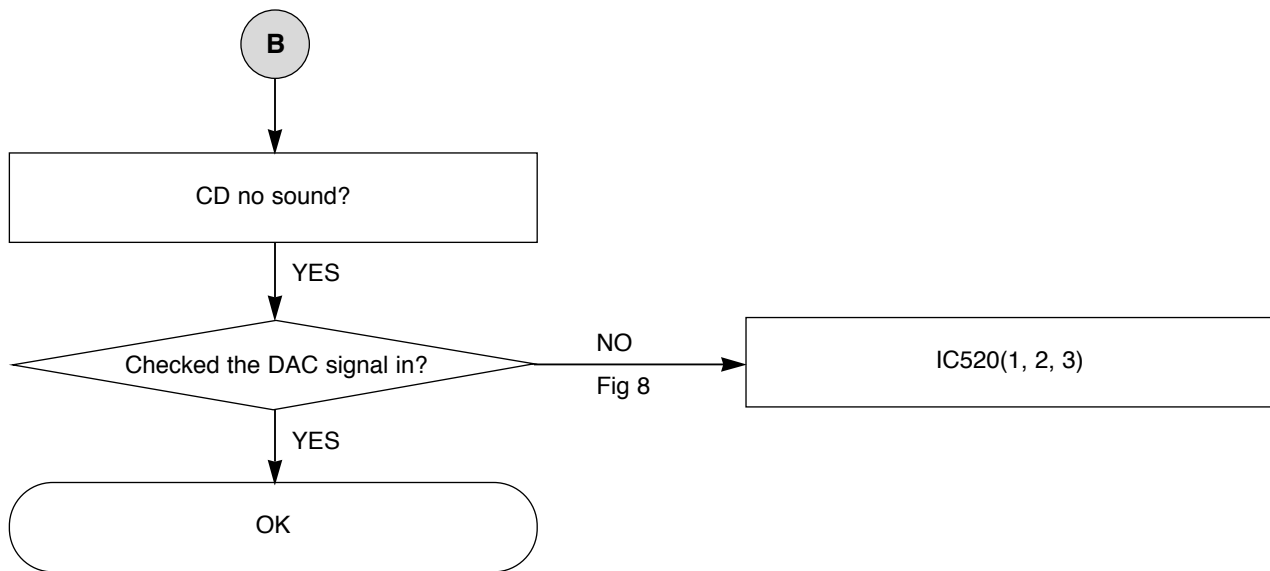 B
CD no sound?
YES
Checked the DAC signal in?
NO
Fig 8
IC520(1, 2, 3)
YES
OK